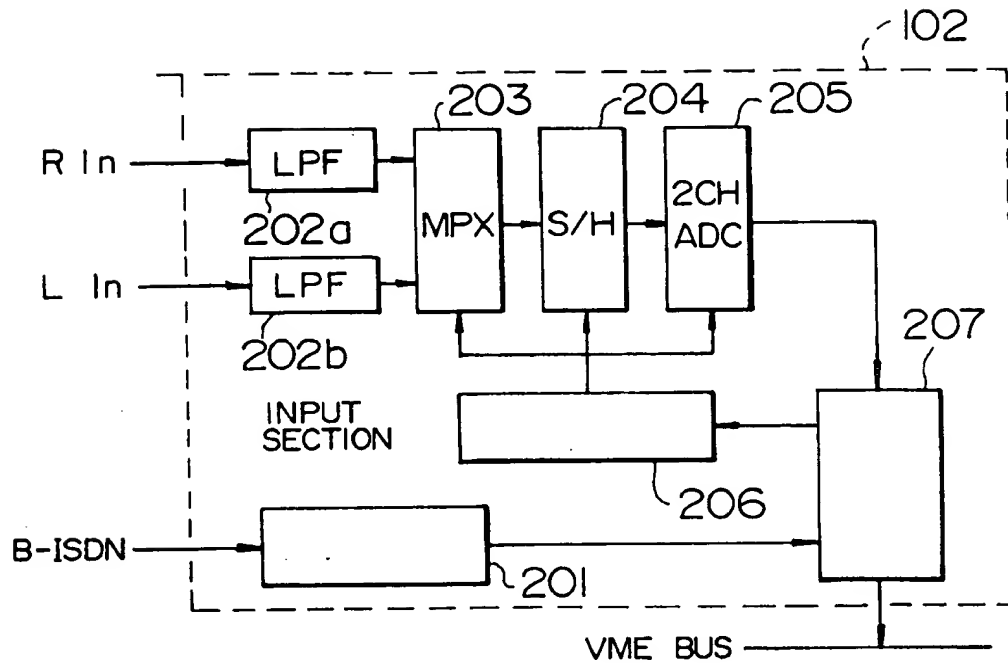 102
203
204
205
R In
LPF
MPX
S/H
2CH
ADC
202a
L In
LPF
202b
207
INPUT
SECTION
206
B-ISDN
201
VME BUS